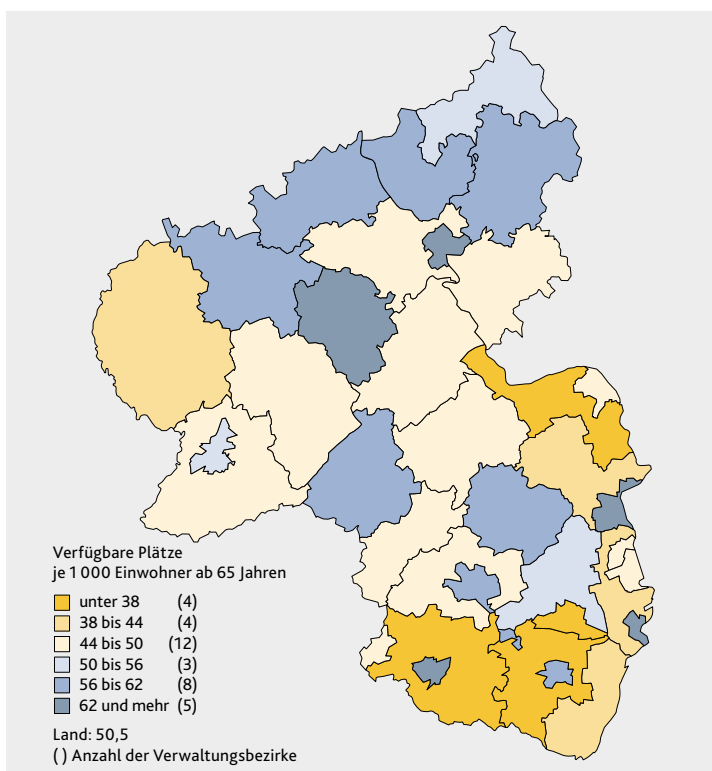 Verfügbare Plätze
je 1 000 Einwohner ab 65 Jahren
unter 38 (4)
38 bis 44 (4)
44 bis 50 (12)
50 bis 56 (3)
56 bis 62 (8)
62 und mehr (5)
Land: 50,5
( ) Anzahl der Verwaltungsbezirke